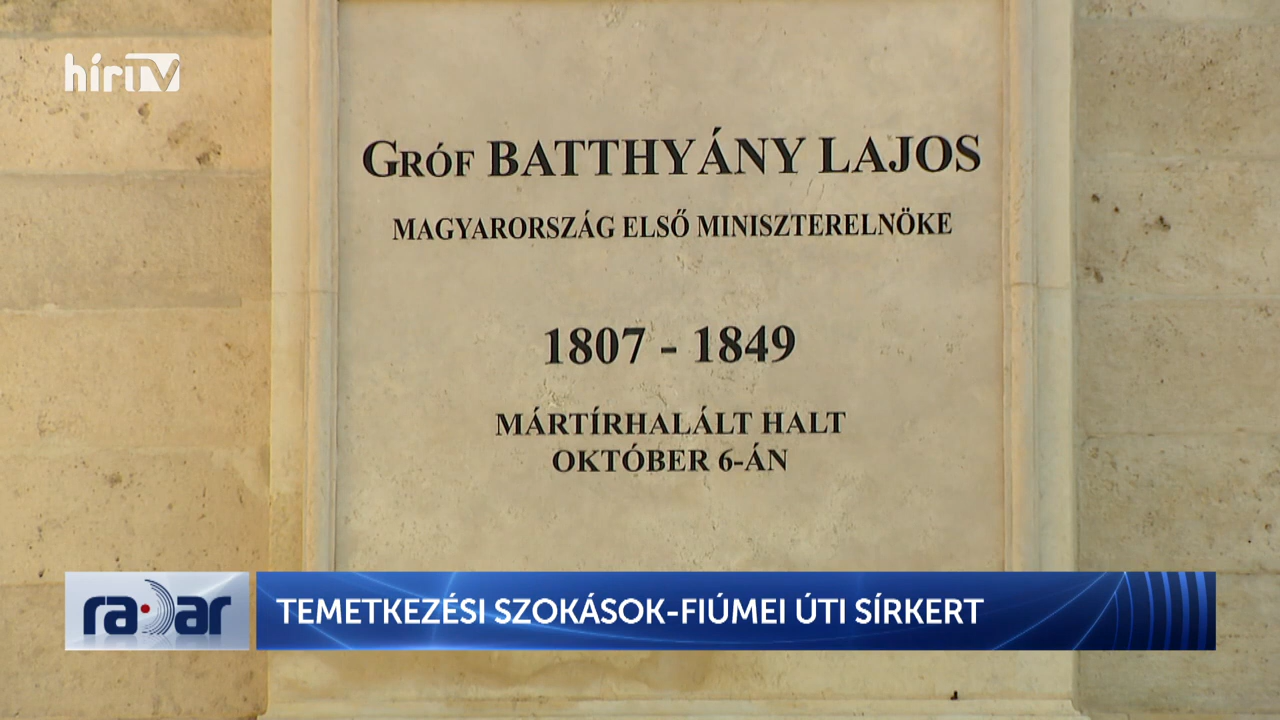 hírTV
GRÓF BATTHYÁNY LAJOS
MAGYARORSZÁG ELSŐ MINISZTERELNÖKE
1807 - 1849
MÁRTÍRHALÁLT HALT
OKTÓBER 6-ÁN
radar
TEMETKEZÉSI SZOKÁSOK-FIÚMEI ÚTI SÍRKERT